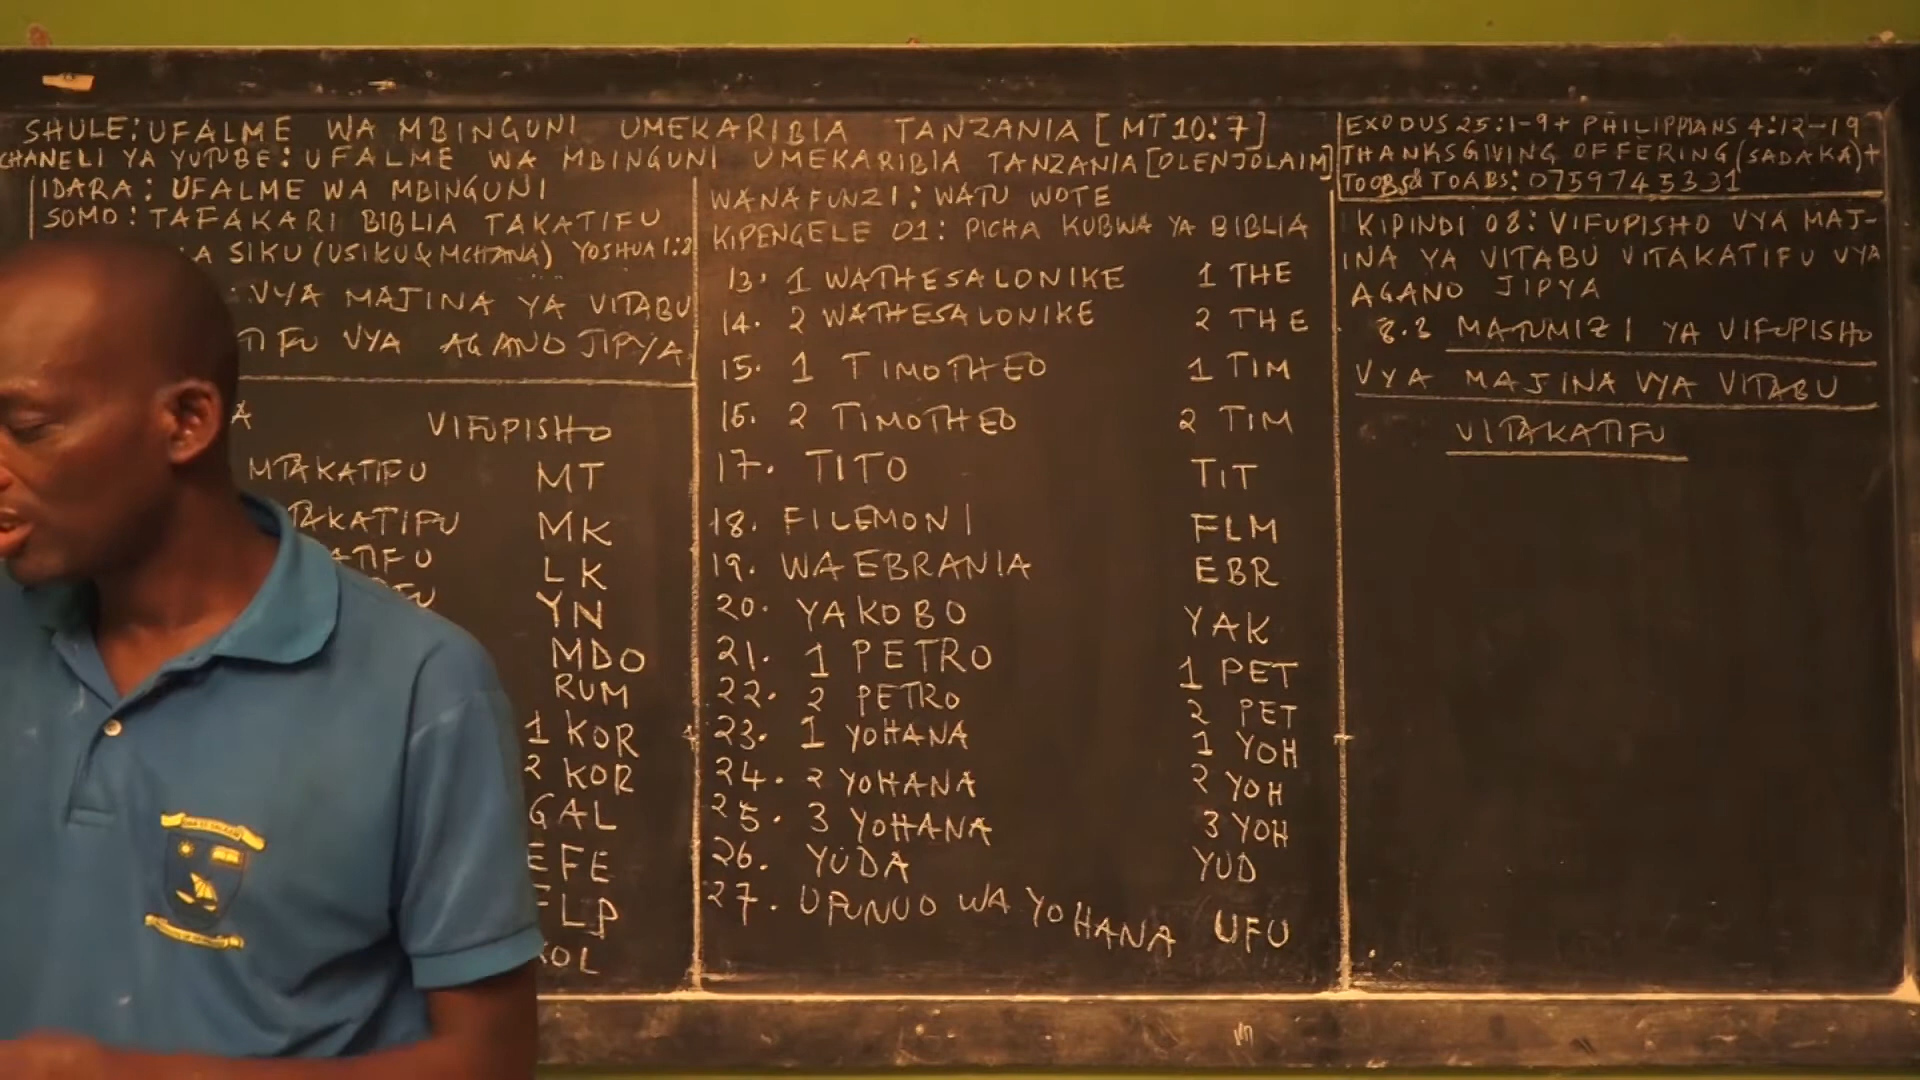 SHULE: UFALME WA MBINGUNI UMEKARIBIA TANZANIA [MT 10:7]
CHANELI YA YUTUBE: UFALME WA MBINGUNI UMEKARIBIA TANZANIA [OLENJOLAIM]
IDARA: UFALME WA MBINGUNI
SOMO: TAFAKARI BIBLIA TAKATIFU
A SIKU (USIKU & MCHANA) YOSHUA 1:8
: VYA MAJINA YA VITABU
TIFU VYA AGANO JIPYA
A VIFUPISHO
MTAKATIFU MT
TAKATIFU MK
ATIFU LK
YN
MDO
RUM
1 KOR
2 KOR
GAL
EFE
FLP
KOL
WANAFUNZI: WATU WOTE
KIPENGELE 01: PICHA KUBWA YA BIBLIA
13. 1 WATHESALONIKE 1 THE
14. 2 WATHESALONIKE 2 THE
15. 1 TIMOTHEO 1 TIM
16. 2 TIMOTHEO 2 TIM
17. TITO TIT
18. FILEMONI FLM
19. WAEBRANIA EBR
20. YAKOBO YAK
21. 1 PETRO 1 PET
22. 2 PETRO 2 PET
23. 1 YOHANA 1 YOH
24. 2 YOHANA 2 YOH
25. 3 YOHANA 3 YOH
26. YUDA YUD
27. UFUNUO WA YOHANA UFU
EXODUS 25:1-9 + PHILIPPIANS 4:12-19
THANKSGIVING OFFERING (SADAKA) +
TOOBS & TOABS: 0759745331
KIPINDI 08: VIFUPISHO VYA MAJ-
INA YA VITABU VITAKATIFU VYA
AGANO JIPYA
8.3 MATUMIZI YA VIFUPISHO
VYA MAJINA VYA VITABU
VITAKATIFU